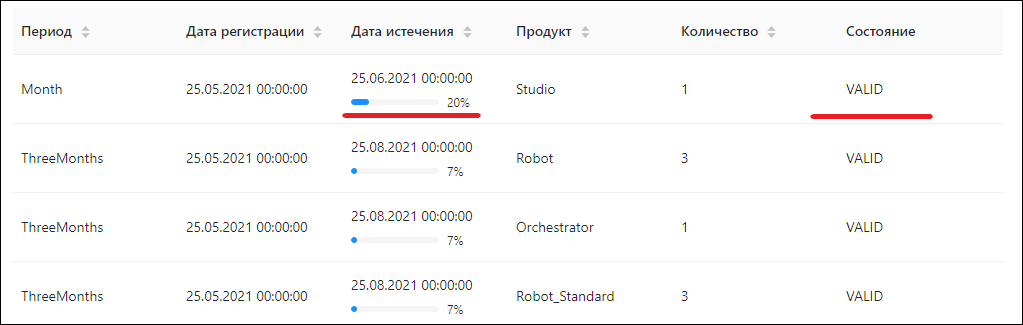 Период Дата регистрации Дата истечения Продукт Количество Состояние
Month 25.05.2021 00:00:00 25.06.2021 00:00:00 Studio 1 VALID
20%
ThreeMonths 25.05.2021 00:00:00 25.08.2021 00:00:00 Robot 3 VALID
7%
ThreeMonths 25.05.2021 00:00:00 25.08.2021 00:00:00 Orchestrator 1 VALID
7%
ThreeMonths 25.05.2021 00:00:00 25.08.2021 00:00:00 Robot_Standard 3 VALID
7%